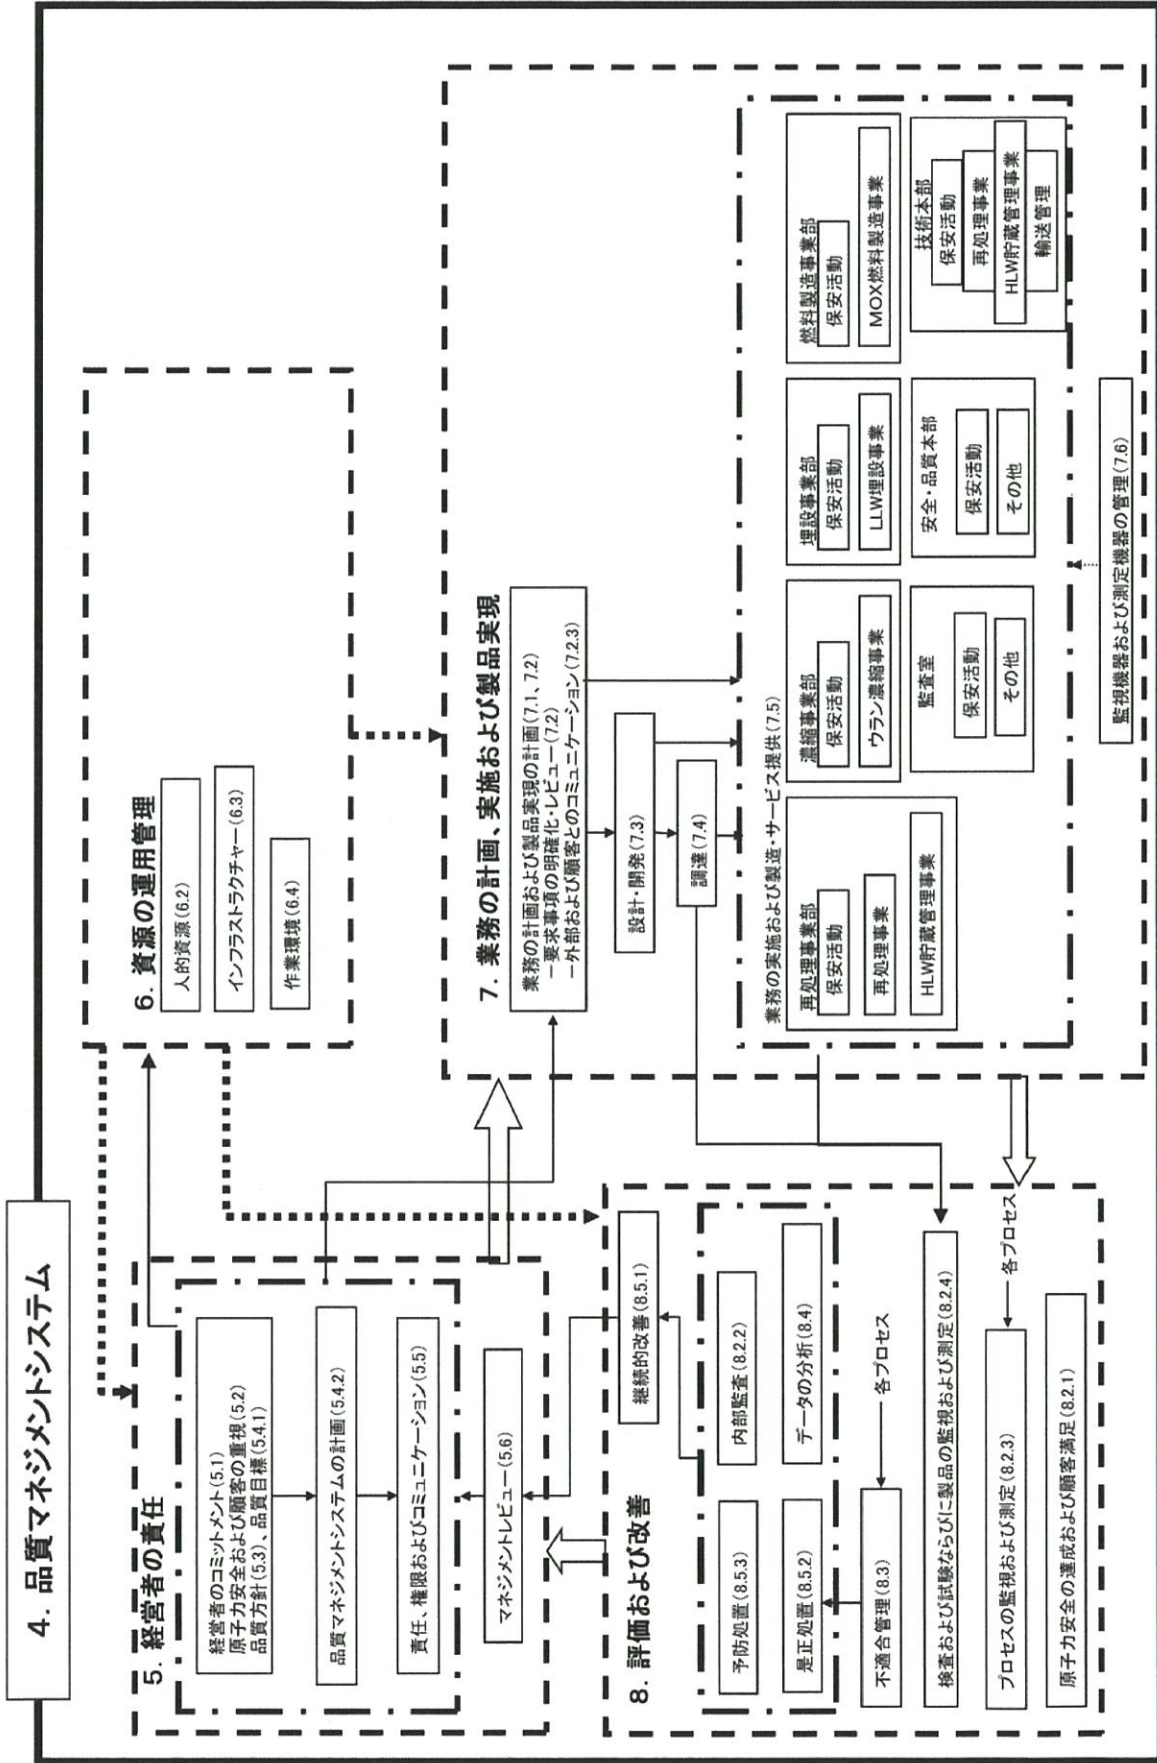 4. 品質マネジメントシステム
5. 経営者の責任
経営者のコミットメント(5.1)
原子力安全および顧客の重視(5.2)
品質方針(5.3)、品質目標(5.4.1)
品質マネジメントシステムの計画(5.4.2)
責任、権限およびコミュニケーション(5.5)
マネジメントレビュー(5.6)
6. 資源の運用管理
人的資源(6.2)
インフラストラクチャー(6.3)
作業環境(6.4)
7. 業務の計画、実施および製品実現
業務の計画および製品実現の計画(7.1、7.2)
－要求事項の明確化・レビュー(7.2)
－外部および顧客とのコミュニケーション(7.2.3)
設計・開発(7.3)
調達(7.4)
業務の実施および製造・サービス提供(7.5)
再処理事業部
保安活動
再処理事業
HLW貯蔵管理事業
濃縮事業部
保安活動
ウラン濃縮事業
埋設事業部
保安活動
LLW埋設事業
燃料製造事業部
保安活動
MOX燃料製造事業
監査室
保安活動
その他
安全・品質本部
保安活動
その他
技術本部
保安活動
再処理事業
HLW貯蔵管理事業
輸送管理
監視機器および測定機器の管理(7.6)
8. 評価および改善
継続的改善(8.5.1)
予防処置(8.5.3)
内部監査(8.2.2)
是正処置(8.5.2)
データの分析(8.4)
不適合管理(8.3)
各プロセス
検査および試験ならびに製品の監視および測定(8.2.4)
プロセスの監視および測定(8.2.3)
各プロセス
原子力安全の達成および顧客満足(8.2.1)